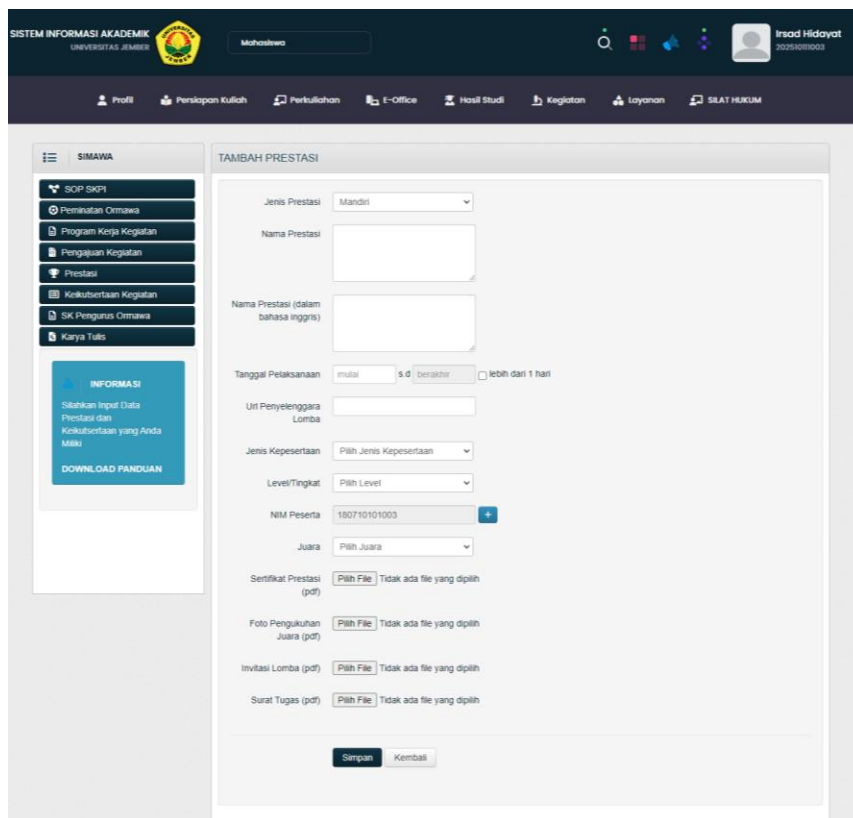 SISTEM INFORMASI AKADEMIK
UNIVERSITAS JEMBER
Mahasiswa
Irsad Hidayat
202510111003
Profil
Persiapan Kuliah
Perkuliahan
E-Office
Hasil Studi
Kegiatan
Layanan
SILAT HUKUM
SIMAWA
SOP SKPI
Peminatan Ormawa
Program Kerja Kegiatan
Pengajuan Kegiatan
Prestasi
Keikutsertaan Kegiatan
SK Pengurus Ormawa
Karya Tulis
INFORMASI
Silahkan Input Data
Prestasi dan
Keikutsertaan yang Anda
Miliki
DOWNLOAD PANDUAN
TAMBAH PRESTASI
Jenis Prestasi Mandiri
Nama Prestasi
Nama Prestasi (dalam
bahasa inggris)
Tanggal Pelaksanaan mulai s.d berakhir lebih dari 1 hari
Url Penyelenggara
Lomba
Jenis Kepesertaan Pilih Jenis Kepesertaan
Level/Tingkat Pilih Level
NIM Peserta 180710101003 +
Juara Pilih Juara
Sertifikat Prestasi
(pdf) Pilih File Tidak ada file yang dipilih
Foto Pengukuhan
Juara (pdf) Pilih File Tidak ada file yang dipilih
Invitasi Lomba (pdf) Pilih File Tidak ada file yang dipilih
Surat Tugas (pdf) Pilih File Tidak ada file yang dipilih
Simpan Kembali